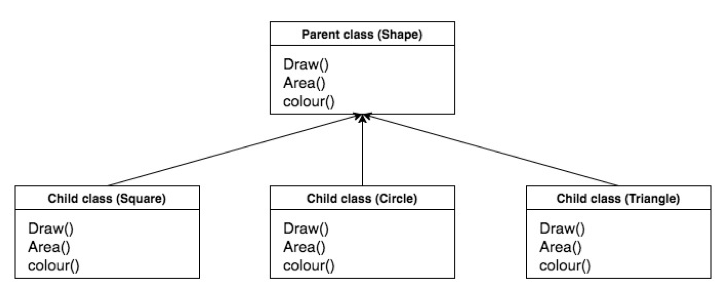 Parent class (Shape)
Draw()
Area()
colour()
Child class (Square)
Draw()
Area()
colour()
Child class (Circle)
Draw()
Area()
colour()
Child class (Triangle)
Draw()
Area()
colour()